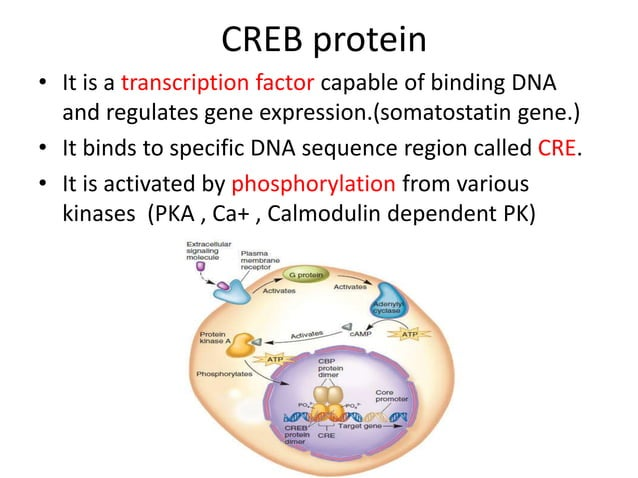 CREB protein
• It is a transcription factor capable of binding DNA
and regulates gene expression.(somatostatin gene.)
• It binds to specific DNA sequence region called CRE.
• It is activated by phosphorylation from various
kinases (PKA , Ca+ , Calmodulin dependent PK)
Extracellular
signaling
molecule
Plasma
membrane
receptor
G protein
Activates
Activates
Adenylyl
cyclase
Protein
kinase A
Activates
cAMP
ATP
ATP
Phosphorylates
CBP
protein
dimer
Core
promoter
PO₄²⁻
PO₄²⁻
CREB
protein
dimer
CRE
Target gene